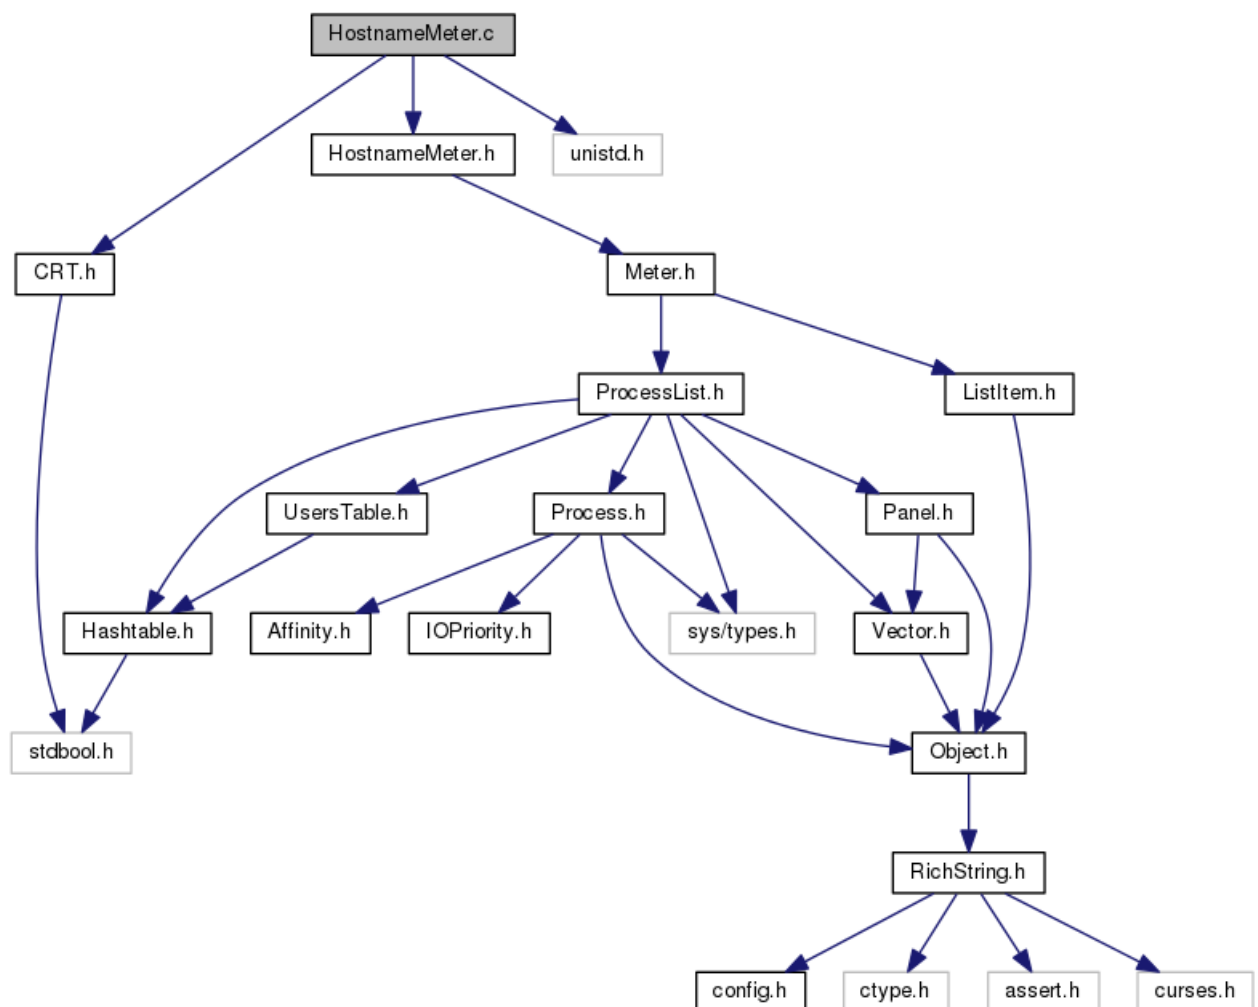 HostnameMeter.c
HostnameMeter.h
unistd.h
CRT.h
Meter.h
ProcessList.h
ListItem.h
UsersTable.h
Process.h
Panel.h
Hashtable.h
Affinity.h
IOPriority.h
sys/types.h
Vector.h
stdbool.h
Object.h
RichString.h
config.h
ctype.h
assert.h
curses.h